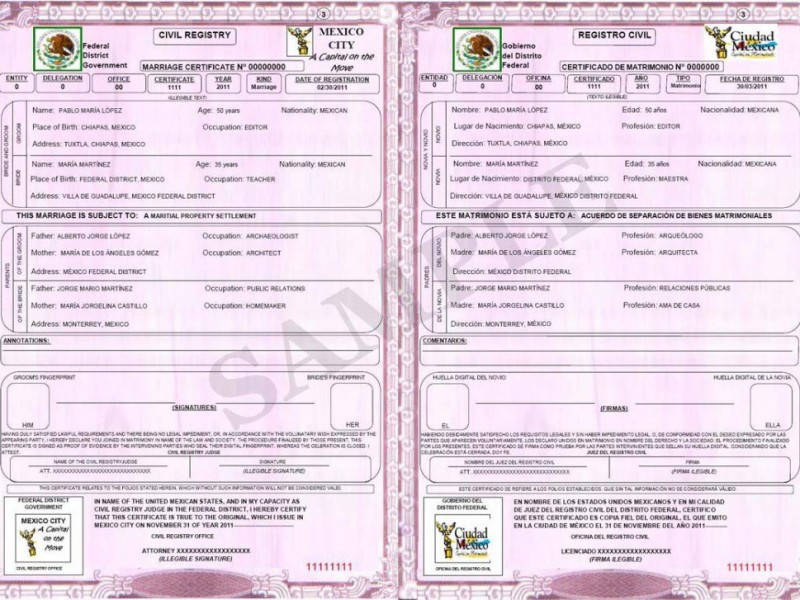 3
CIVIL REGISTRY
Federal
District
Government
MEXICO
CITY
A Capital on the
Move
MARRIAGE CERTIFICATE Nº 00000000
ENTITY
0
DELEGATION
0
OFFICE
00
CERTIFICATE
1111
YEAR
2011
KIND
Marriage
DATE OF REGISTRATION
02/30/2011
(ILLEGIBLE TEXT)
BRIDE AND GROOM
GROOM
Name: PABLO MARÍA LÓPEZ Age: 50 years Nationality: MEXICAN
Place of Birth: CHIAPAS, MEXICO Occupation: EDITOR
Address: TUXTLA, CHIAPAS, MEXICO
BRIDE
Name: MARÍA MARTÍNEZ Age: 35 years Nationality: MEXICAN
Place of Birth: FEDERAL DISTRICT, MEXICO Occupation: TEACHER
Address: VILLA DE GUADALUPE, MEXICO FEDERAL DISTRICT
THIS MARRIAGE IS SUBJECT TO: A MARITIAL PROPERTY SETTLEMENT
PARENTS
OF THE GROOM
Father: ALBERTO JORGE LÓPEZ Occupation: ARCHAEOLOGIST
Mother: MARÍA DE LOS ÁNGELES GÓMEZ Occupation: ARCHITECT
Address: MÉXICO FEDERAL DISTRICT
OF THE BRIDE
Father: JORGE MARIO MARTÍNEZ Occupation: PUBLIC RELATIONS
Mother: MARÍA JORGELINA CASTILLO Occupation: HOMEMAKER
Address: MONTERREY, MEXICO
ANNOTATIONS:
GROOM'S FINGERPRINT BRIDE'S FINGERPRINT
(SIGNATURES)
HIM HER
HAVING DULY SATISFIED LAWFUL REQUIREMENTS AND THERE BEING NO LEGAL IMPEDIMENT, OR, IN ACCORDANCE WITH THE VOLUNTARY WISH EXPRESSED BY THE
APPEARING PARTY, I HEREBY DECLARE YOU JOINED IN MATRIMONY IN NAME OF THE LAW AND SOCIETY. THE PROCEDURE FINALIZED BY THOSE PRESENT, THIS
CERTIFICATE IS SIGNED AS PROOF OF EVIDENCE BY THE INTERVENING PARTIES WHO SEAL THEIR DIGITAL FINGERPRINT, WHEREAS THE CELEBRATION IS CLOSED. I
ATTEST. CIVIL REGISTRY JUDGE
NAME OF THE CIVIL REGISTRY JUDGE SIGNATURE
ATT. XXXXXXXXXXXXXXXXXXXXXXXXXX (ILLEGIBLE SIGNATURE)
THIS CERTIFICATE RELATES TO THE FOLIOS STATED HEREIN, WHICH WITHOUT SUCH INFORMATION WILL NOT BE CONSIDERED VALID.
FEDERAL DISTRICT
GOVERNMENT
MEXICO CITY
A Capital
on the
Move
CIVIL REGISTRY OFFICE
IN NAME OF THE UNITED MEXICAN STATES, AND IN MY CAPACITY AS
CIVIL REGISTRY JUDGE IN THE FEDERAL DISTRICT, I HEREBY CERTIFY
THAT THIS CERTIFICATE IS TRUE TO THE ORIGINAL, WHICH I ISSUE IN
MEXICO CITY ON NOVEMBER 31 OF YEAR 2011
CIVIL REGISTRY OFFICE
ATTORNEY XXXXXXXXXXXXXXXXXX
(ILLEGIBLE SIGNATURE)
11111111
3
REGISTRO CIVIL
Gobierno
del Distrito
Federal
Ciudad
México
CERTIFICADO DE MATRIMONIO Nº 0000000
ENTIDAD
0
DELEGACIÓN
0
OFICINA
00
CERTIFICADO
1111
AÑO
2011
TIPO
Matrimonio
FECHA DE REGISTRO
30/03/2011
(TEXTO ILEGIBLE)
NOVIA Y NOVIO
NOVIO
Nombre: PABLO MARÍA LÓPEZ Edad: 50 años Nacionalidad: MEXICANA
Lugar de Nacimiento: CHIAPAS, MÉXICO Profesión: EDITOR
Dirección: TUXTLA, CHIAPAS, MÉXICO
NOVIA
Nombre: MARÍA MARTÍNEZ Edad: 35 años Nacionalidad: MEXICANA
Lugar de Nacimiento: DISTRITO FEDERAL, MÉXICO Profesión: MAESTRA
Dirección: VILLA DE GUADALUPE, MÉXICO DISTRITO FEDERAL
ESTE MATRIMONIO ESTÁ SUJETO A: ACUERDO DE SEPARACIÓN DE BIENES MATRIMONIALES
PADRES
DEL NOVIO
Padre: ALBERTO JORGE LÓPEZ Profesión: ARQUEÓLOGO
Madre: MARÍA DE LOS ÁNGELES GÓMEZ Profesión: ARQUITECTA
Dirección: MÉXICO DISTRITO FEDERAL
DE LA NOVIA
Padre: JORGE MARIO MARTÍNEZ Profesión: RELACIONES PÚBLICAS
Madre: MARÍA JORGELINA CASTILLO Profesión: AMA DE CASA
Dirección: MONTERREY, MÉXICO
COMENTARIOS:
HUELLA DIGITAL DEL NOVIO HUELLA DIGITAL DE LA NOVIA
(FIRMAS)
EL ELLA
HABIENDO DEBIDAMENTE SATISFECHO LOS REQUISITOS LEGALES Y SIN HABER IMPEDIMENTO LEGAL, O, DE CONFORMIDAD CON EL DESEO EXPRESADO POR LAS
PARTES QUE APARECEN VOLUNTARIAMENTE, LOS DECLARO UNIDOS EN MATRIMONIO EN NOMBRE DEL DERECHO Y LA SOCIEDAD. EL PROCEDIMIENTO FINALIZADO
POR LOS PRESENTES, ESTE CERTIFICADO SE FIRMA COMO PRUEBA POR LAS PARTES INTERVINIENTES QUE SELLAN SU HUELLA DIGITAL, CONSIDERANDO QUE LA
CELEBRACIÓN ESTÁ CERRADA, DOY FE. JUEZ DEL REGISTRO CIVIL
NOMBRE DEL JUEZ DEL REGISTRO CIVIL FIRMA
ATT. XXXXXXXXXXXXXXXXXXXXXXXXXX (FIRMA ILEGIBLE)
ESTE CERTIFICADO SE REFIERE A LOS FOLIOS ESTABLECIDOS, QUE SIN TAL INFORMACIÓN NO SE CONSIDERARÁ VÁLIDO
GOBIERNO DEL
DISTRITO FEDERAL
Ciudad
México
OFICINA DEL REGISTRO CIVIL
EN NOMBRE DE LOS ESTADOS UNIDOS MEXICANOS Y EN MI CALIDAD
DE JUEZ DEL REGISTRO CIVIL DEL DISTRITO FEDERAL, CERTIFICO
QUE ESTE CERTIFICADO ES COPIA FIEL DEL ORIGINAL, EL QUE EMITO
EN LA CIUDAD DE MÉXICO EL 31 DE NOVIEMBRE DEL AÑO 2011
OFICINA DEL REGISTRO CIVIL
LICENCIADO XXXXXXXXXXXXXXXXXX
(FIRMA ILEGIBLE)
11111111
SAMPLE